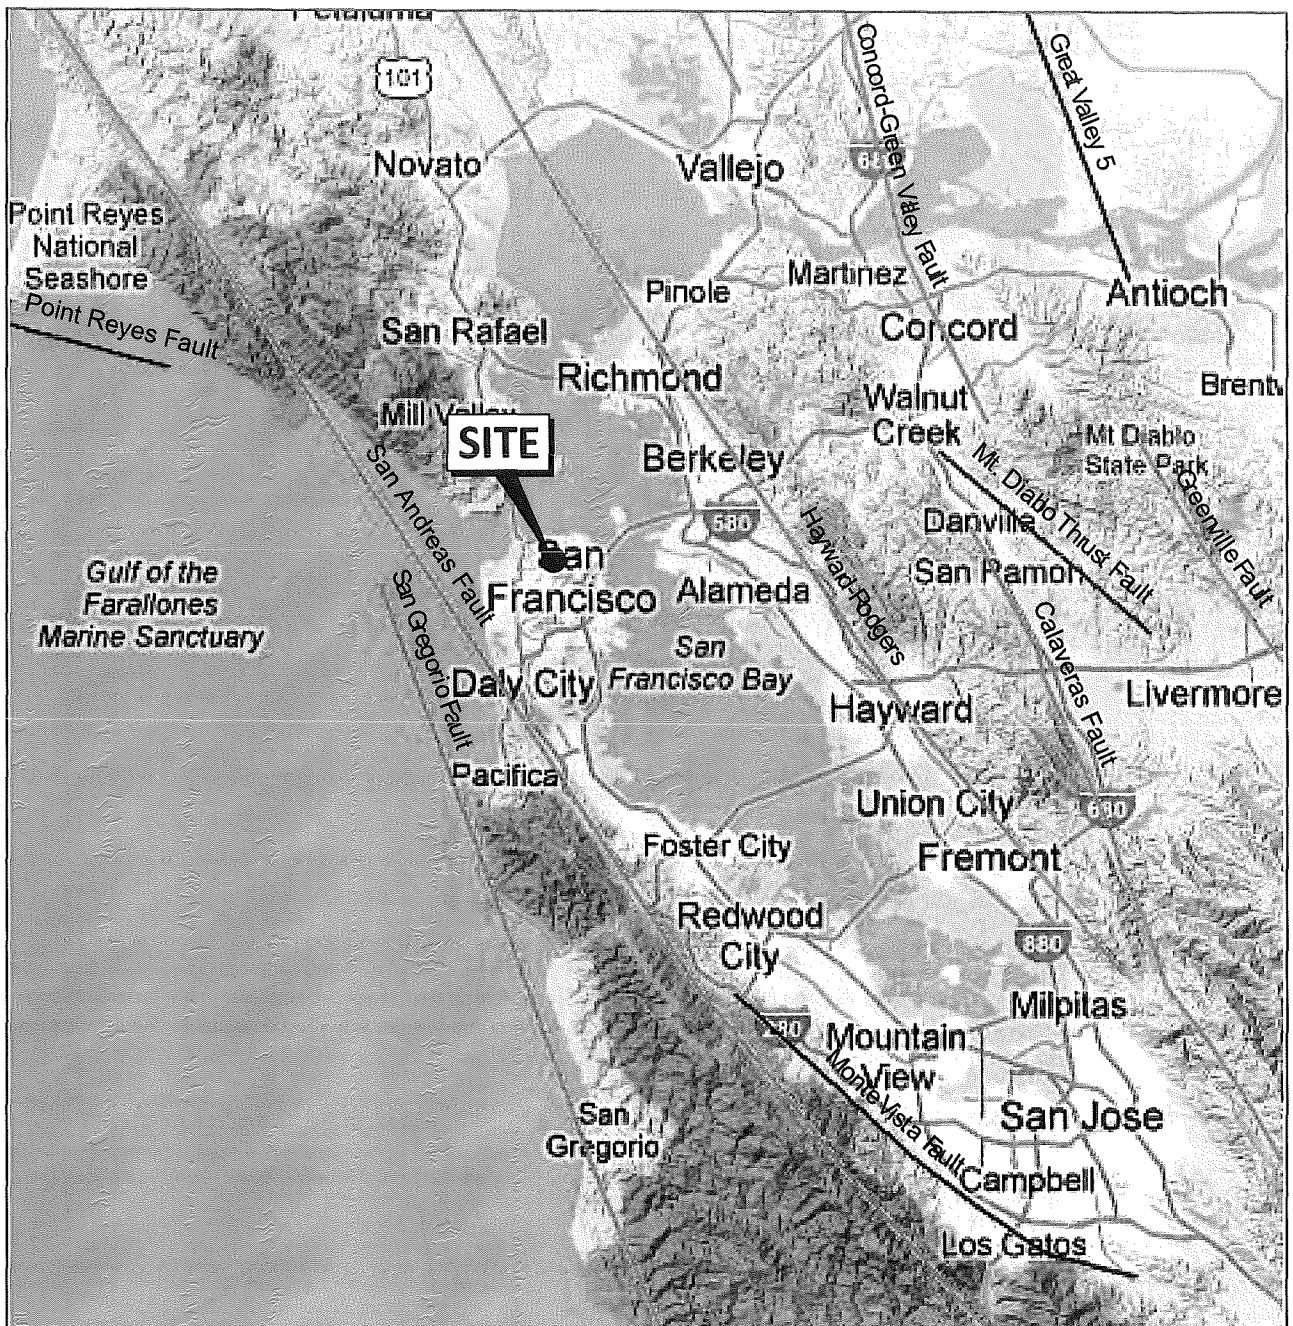 Petaluma
101
Concord-Green Valley Fault
Great Valley 5
Novato
Vallejo
Point Reyes
National
Seashore
Martinez
Pinole
Antioch
Point Reyes Fault
San Rafael
Concord
Richmond
Brentw
Walnut
Creek
Mill Valley
SITE
Berkeley
Mt Diablo
State Park
Mt. Diablo Thrust Fault
Greenville Fault
San Andreas Fault
580
Danville
Hayward-Rodgers
San
Francisco
San Ramon
Gulf of the
Farallones
Marine Sanctuary
San Gregorio Fault
Alameda
Calaveras Fault
San
Francisco Bay
Daly City
Livermore
Hayward
Pacifica
Union City
680
Foster City
Fremont
Redwood
City
880
Milpitas
280
Mountain
View
Monte Vista Fault
San Jose
San
Gregorio
Campbell
Los Gatos